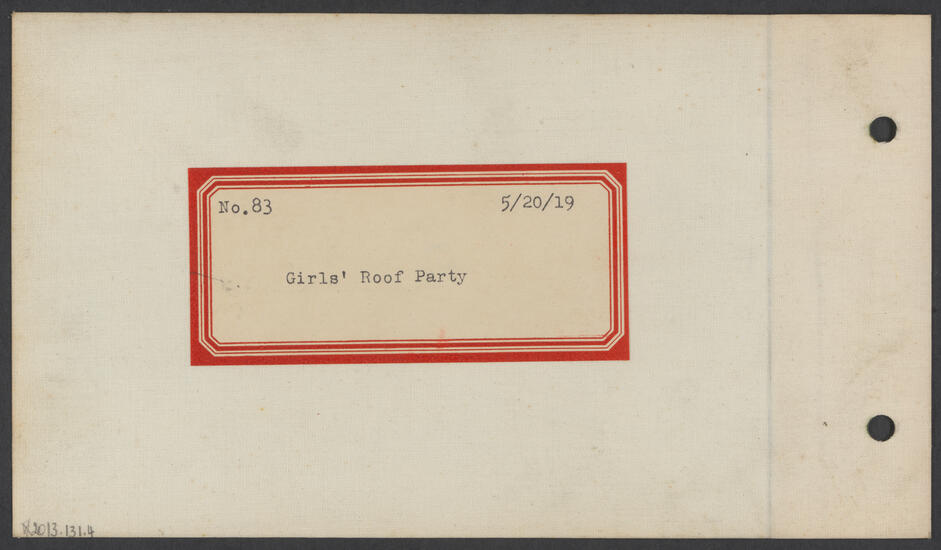 No.83 5/20/19
Girls' Roof Party
X2013.131.4